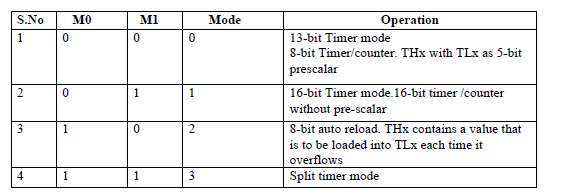 S.No M0 M1 Mode Operation
1 0 0 0 13-bit Timer mode
8-bit Timer/counter. THx with TLx as 5-bit
prescalar
2 0 1 1 16-bit Timer mode.16-bit timer /counter
without pre-scalar
3 1 0 2 8-bit auto reload. THx contains a value that
is to be loaded into TLx each time it
overflows
4 1 1 3 Split timer mode